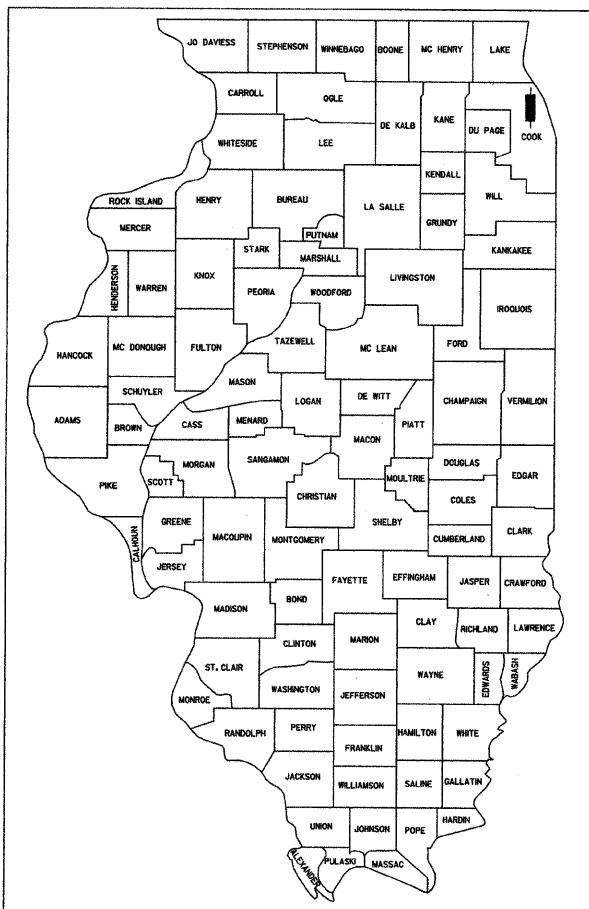 JO DAVIESS
STEPHENSON
WINNEBAGO
BOONE
MC HENRY
LAKE
CARROLL
OGLE
DE KALB
KANE
DU PAGE
COOK
WHITESIDE
LEE
KENDALL
WILL
ROCK ISLAND
HENRY
BUREAU
LA SALLE
GRUNDY
MERCER
PUTNAM
STARK
MARSHALL
KANKAKEE
HENDERSON
WARREN
KNOX
PEORIA
WOODFORD
LIVINGSTON
IROQUOIS
HANCOCK
MC DONOUGH
FULTON
TAZEWELL
MC LEAN
FORD
SCHUYLER
MASON
LOGAN
DE WITT
CHAMPAIGN
VERMILION
ADAMS
BROWN
CASS
MENARD
MACON
PIATT
PIKE
SCOTT
MORGAN
SANGAMON
CHRISTIAN
MOULTRIE
DOUGLAS
EDGAR
COLES
CALHOUN
GREENE
MACOUPIN
MONTGOMERY
SHELBY
CUMBERLAND
CLARK
JERSEY
FAYETTE
EFFINGHAM
JASPER
CRAWFORD
MADISON
BOND
CLAY
RICHLAND
LAWRENCE
CLINTON
MARION
ST. CLAIR
WAYNE
EDWARDS
WABASH
MONROE
WASHINGTON
JEFFERSON
RANDOLPH
PERRY
HAMILTON
WHITE
FRANKLIN
JACKSON
WILLIAMSON
SALINE
GALLATIN
UNION
JOHNSON
POPE
HARDIN
ALEXANDER
PULASKI
MASSAC